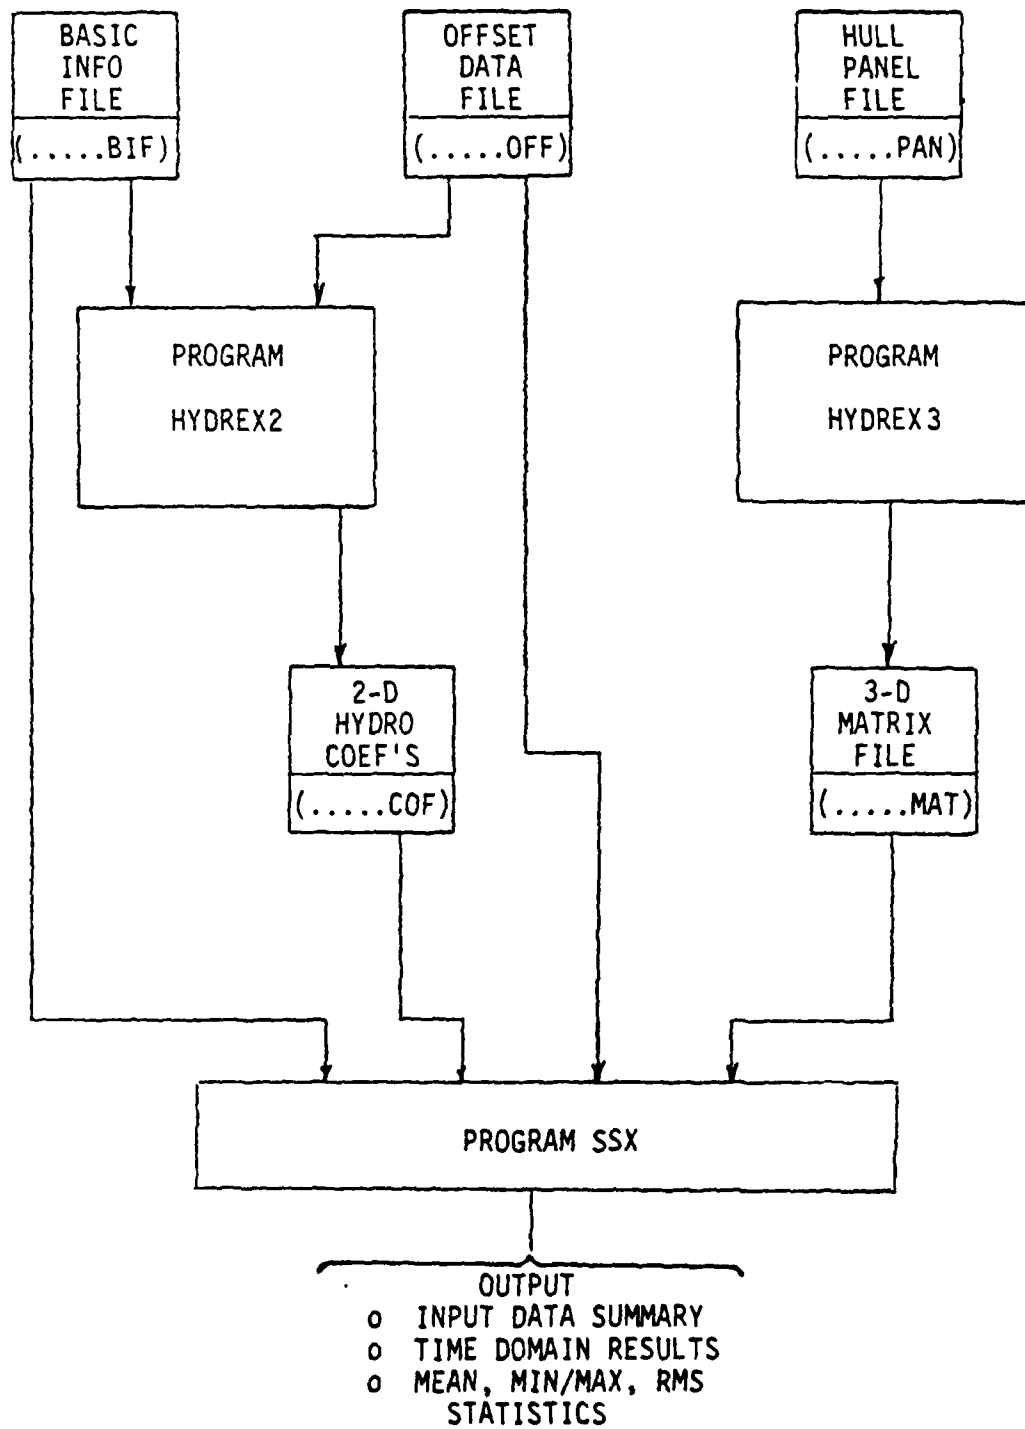 BASIC
INFO
FILE
(.....BIF)
OFFSET
DATA
FILE
(.....OFF)
HULL
PANEL
FILE
(.....PAN)
PROGRAM
HYDREX2
PROGRAM
HYDREX3
2-D
HYDRO
COEF'S
(.....COF)
3-D
MATRIX
FILE
(.....MAT)
PROGRAM SSX
OUTPUT
o INPUT DATA SUMMARY
o TIME DOMAIN RESULTS
o MEAN, MIN/MAX, RMS
STATISTICS